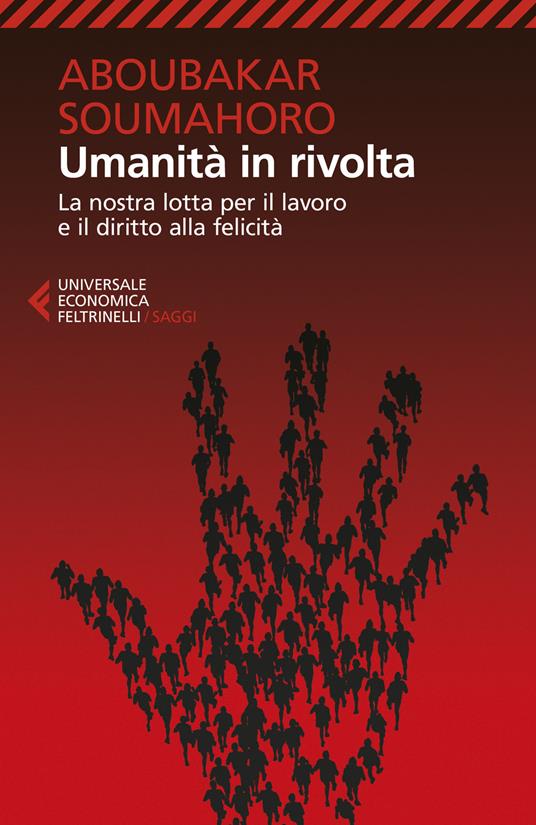 ABOUBAKAR
SOUMAHORO
Umanità in rivolta
La nostra lotta per il lavoro
e il diritto alla felicità
UNIVERSALE
ECONOMICA
FELTRINELLI / SAGGI